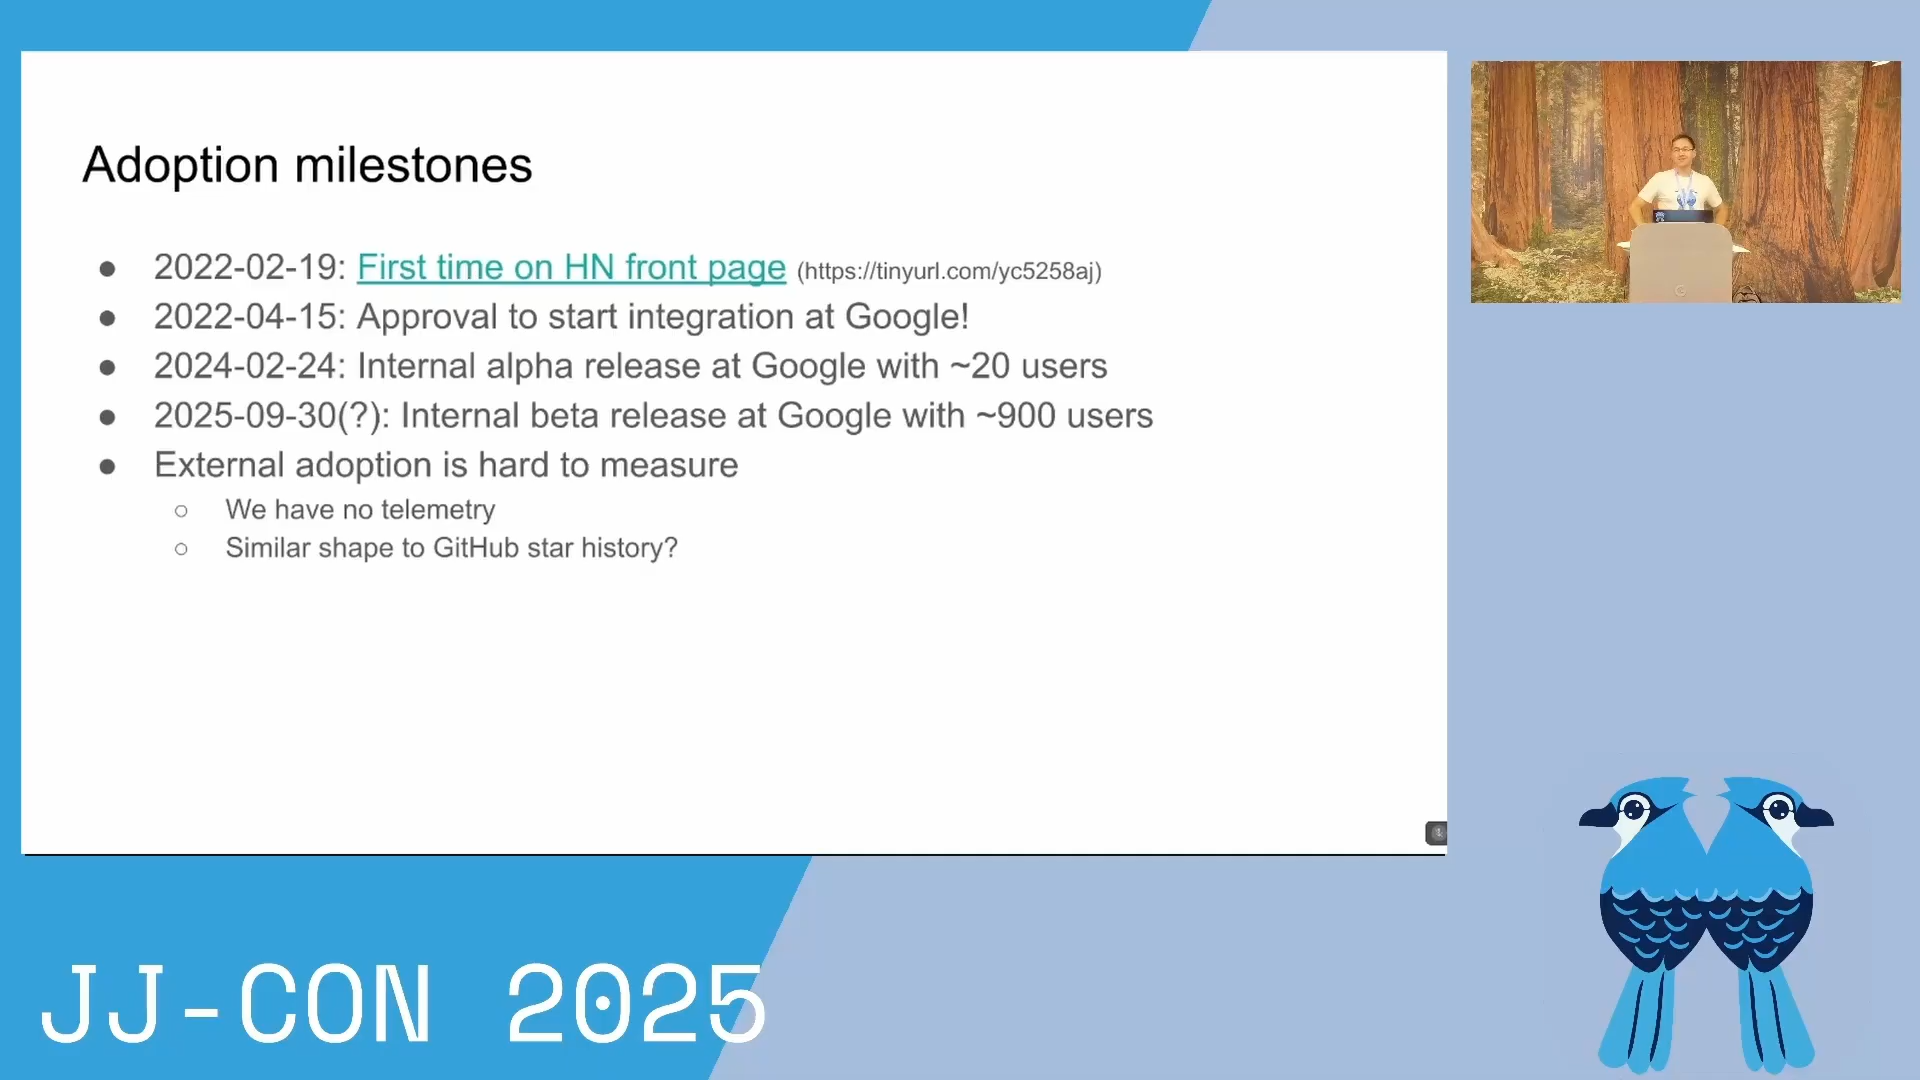 Adoption milestones
● 2022-02-19: First time on HN front page (https://tinyurl.com/yc5258aj)
● 2022-04-15: Approval to start integration at Google!
● 2024-02-24: Internal alpha release at Google with ~20 users
● 2025-09-30(?): Internal beta release at Google with ~900 users
● External adoption is hard to measure
○ We have no telemetry
○ Similar shape to GitHub star history?
JJ-CON 2025